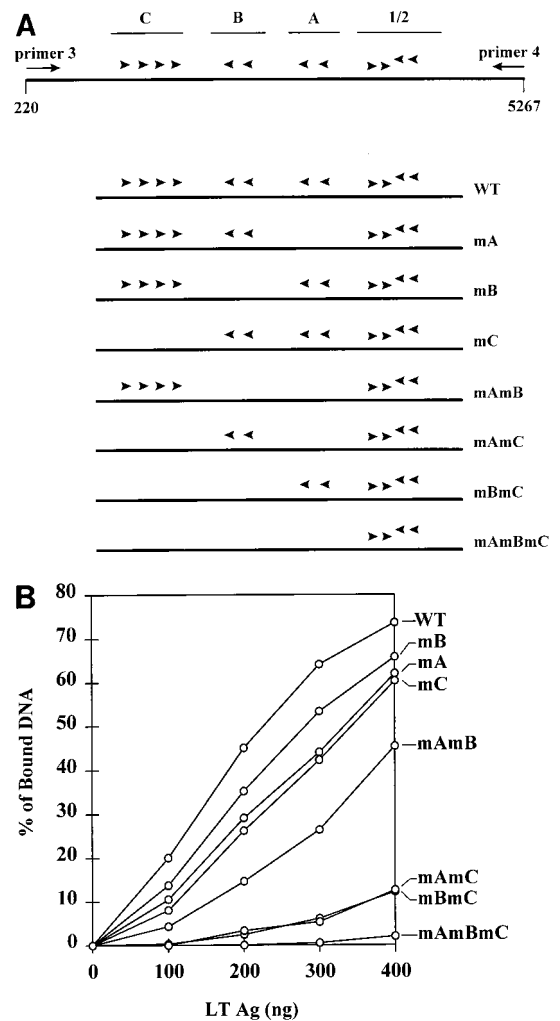 A
C B A 1/2
primer 3 primer 4
220 5267
WT
mA
mB
mC
mAmB
mAmC
mBmC
mAmBmC
B
80
70
60
50
40
30
20
10
0
% of Bound DNA
WT
mB
mA
mC
mAmB
mAmC
mBmC
mAmBmC
0 100 200 300 400
LT Ag (ng)